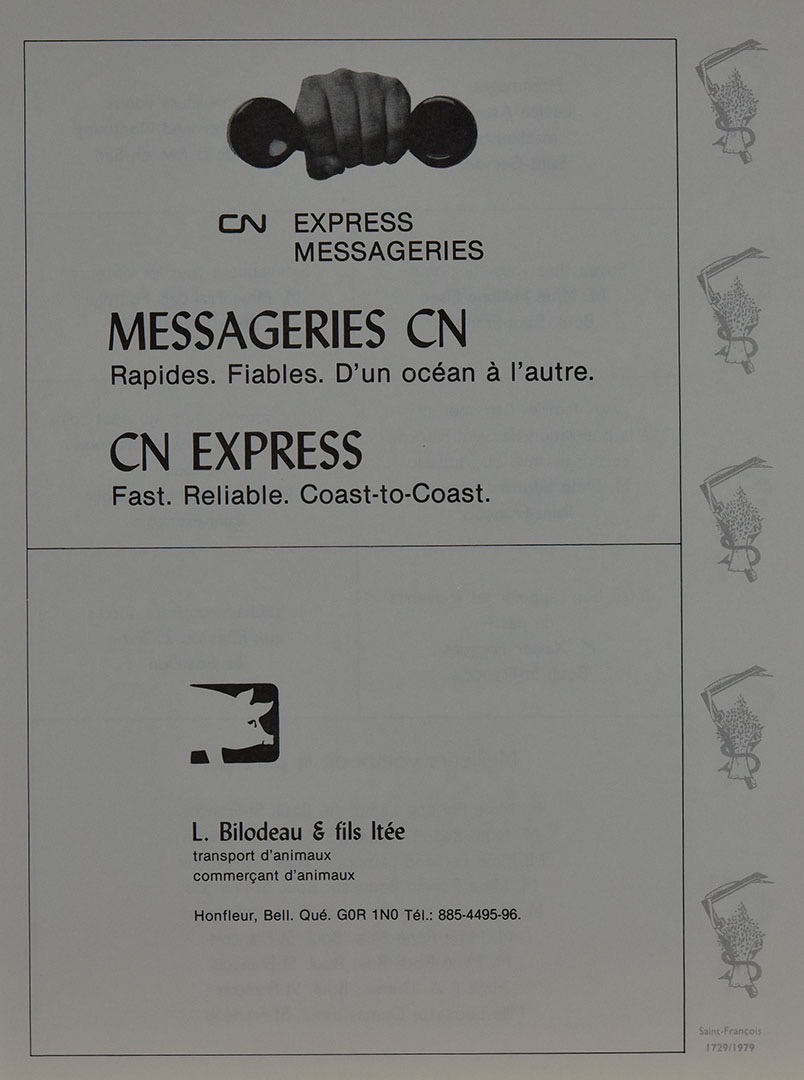 CN EXPRESS
MESSAGERIES
MESSAGERIES CN
Rapides. Fiables. D'un océan à l'autre.
CN EXPRESS
Fast. Reliable. Coast-to-Coast.
L. Bilodeau & fils ltée
transport d'animaux
commerçant d'animaux
Honfleur, Bell. Qué. G0R 1N0 Tél.: 885-4495-96.
Saint-François
1729/1979